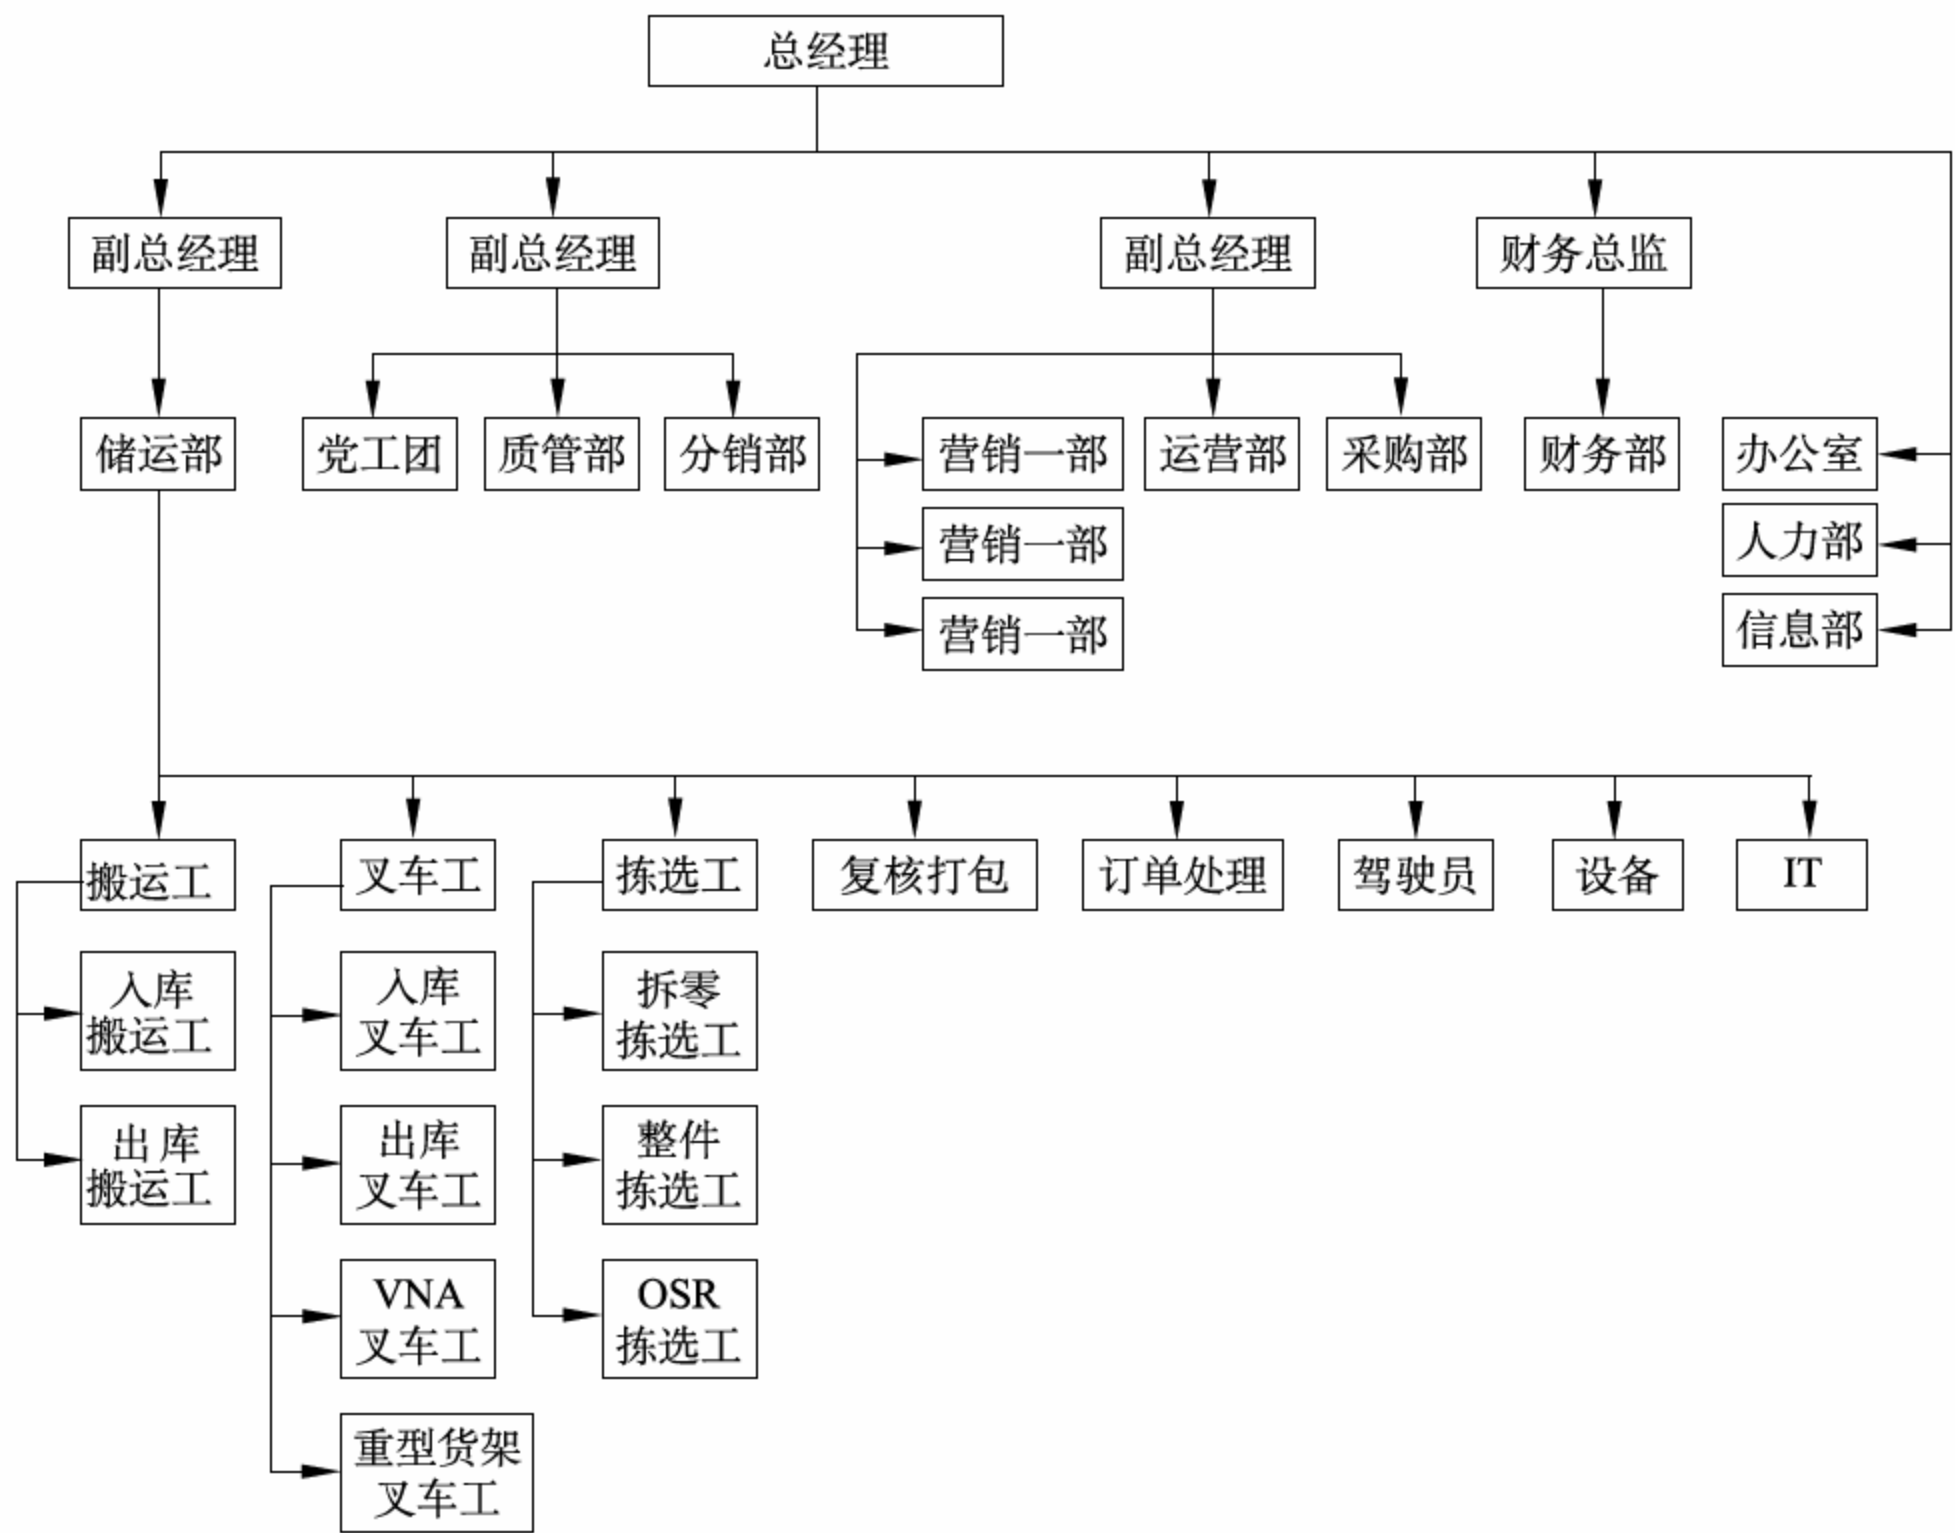 总经理
副总经理
副总经理
副总经理
财务总监
储运部
党工团
质管部
分销部
营销一部
运营部
采购部
财务部
办公室
营销一部
人力部
营销一部
信息部
搬运工
叉车工
拣选工
复核打包
订单处理
驾驶员
设备
IT
入库
搬运工
入库
叉车工
拆零
拣选工
出库
搬运工
出库
叉车工
整件
拣选工
VNA
叉车工
OSR
拣选工
重型货架
叉车工